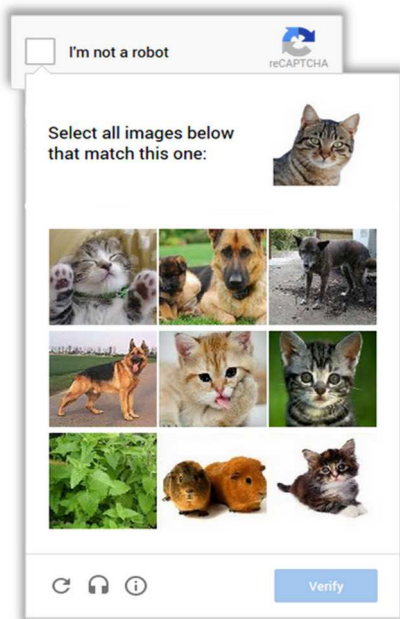 I'm not a robot
reCAPTCHA
Select all images below
that match this one:
Verify